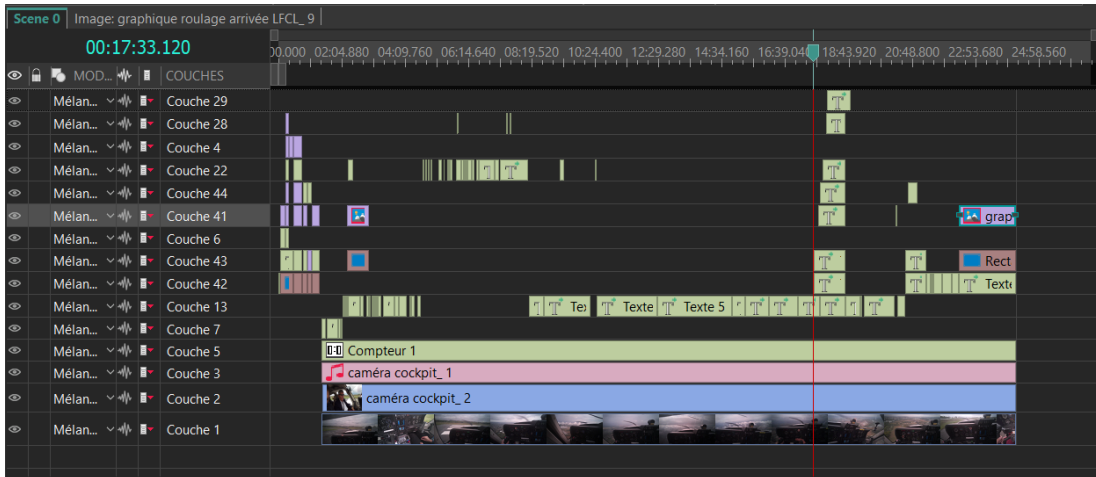 Scene 0 Image: graphique roulage arrivée LFCL_ 9
00:17:33.120
00.000 02:04.880 04:09.760 06:14.640 08:19.520 10:24.400 12:29.280 14:34.160 16:39.040 18:43.920 20:48.800 22:53.680 24:58.560
MOD... COUCHES
Mélan... Couche 29
Mélan... Couche 28
Mélan... Couche 4
Mélan... Couche 22
Mélan... Couche 44
Mélan... Couche 41 grap
Mélan... Couche 6
Mélan... Couche 43 Rect
Mélan... Couche 42 Texte
Mélan... Couche 13 Tex Texte Texte 5
Mélan... Couche 7
Mélan... Couche 5 Compteur 1
Mélan... Couche 3 caméra cockpit_ 1
Mélan... Couche 2 caméra cockpit_ 2
Mélan... Couche 1